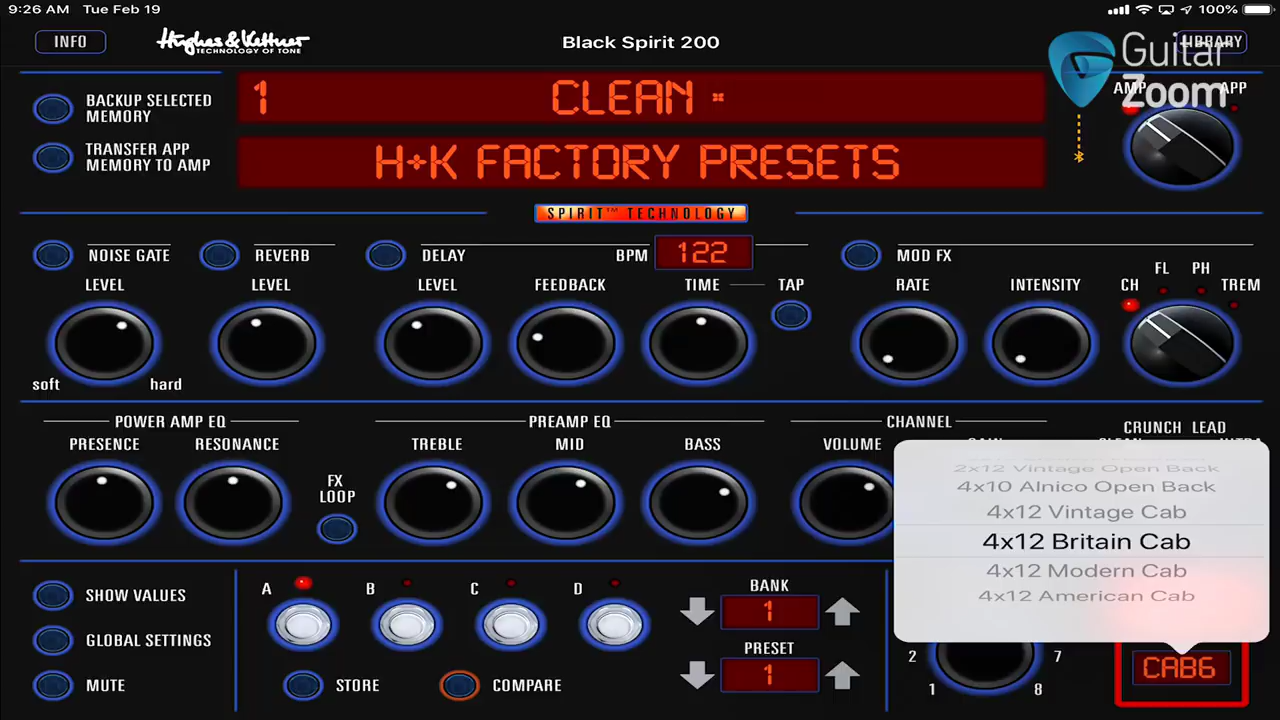 9:26 AM Tue Feb 19
100%
INFO
Hughes & Kettner
TECHNOLOGY OF TONE
Black Spirit 200
LIBRARY
Guitar
Zoom
BACKUP SELECTED
MEMORY
1 CLEAN
AMP APP
TRANSFER APP
MEMORY TO AMP
H+K FACTORY PRESETS
SPIRIT™ TECHNOLOGY
NOISE GATE
REVERB
DELAY
BPM 122
MOD FX
LEVEL
LEVEL
LEVEL
FEEDBACK
TIME
TAP
RATE
INTENSITY
CH FL PH TREM
soft hard
POWER AMP EQ
PREAMP EQ
CHANNEL
PRESENCE
RESONANCE
FX
LOOP
TREBLE
MID
BASS
VOLUME
CRUNCH LEAD
2x12 Vintage Open Back
4x10 Alnico Open Back
4x12 Vintage Cab
4x12 Britain Cab
4x12 Modern Cab
4x12 American Cab
SHOW VALUES
GLOBAL SETTINGS
MUTE
A B C D
STORE
COMPARE
BANK
1
PRESET
1
2 7
1 8
CAB6